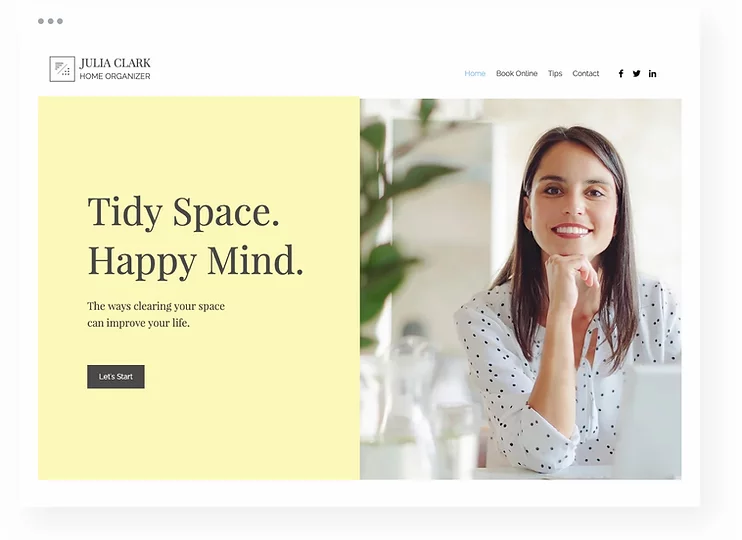 JULIA CLARK
HOME ORGANIZER
Home Book Online Tips Contact
Tidy Space.
Happy Mind.
The ways clearing your space
can improve your life.
Let's Start